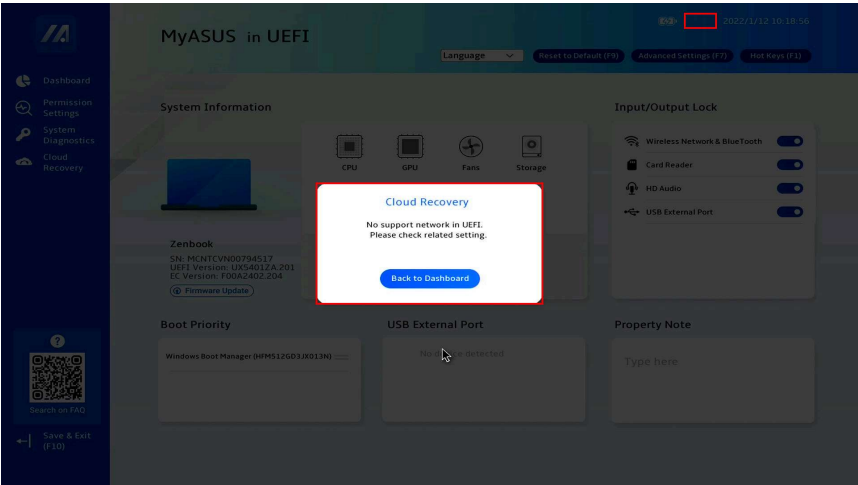 MyASUS in UEFI
2022/1/12 10:18:56
Language
Reset to Default (F9)
Advanced Settings (F7)
Hot Keys (F1)
Dashboard
Permission
Settings
System
Diagnostics
Cloud
Recovery
System Information
CPU
GPU
Fans
Storage
Input/Output Lock
Wireless Network & BlueTooth
Card Reader
HD Audio
USB External Port
Cloud Recovery
No support network in UEFI.
Please check related setting.
Back to Dashboard
Zenbook
SN: MCNTCVN00794517
UEFI Version: UX5401ZA.201
EC Version: F00A2402.204
Firmware Update
Boot Priority
Windows Boot Manager (HFM512GD3JX013N)
USB External Port
No device detected
Property Note
Type here
?
Search on FAQ
Save & Exit
(F10)